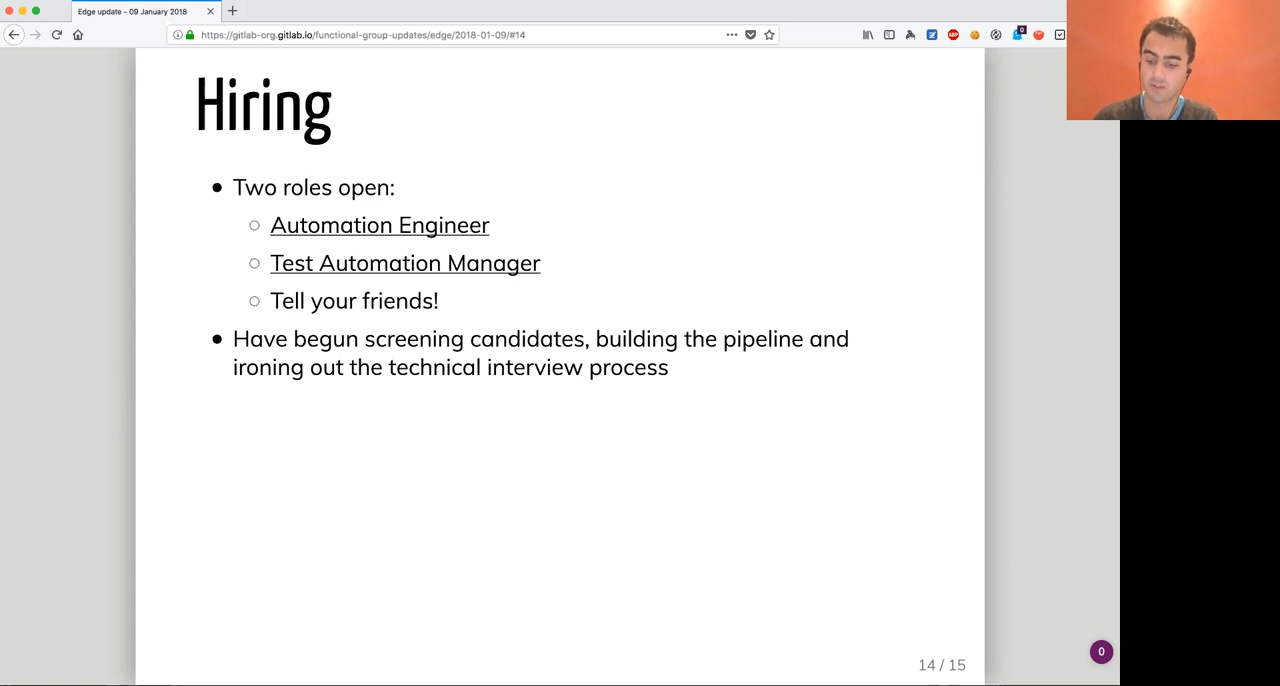 Edge update - 09 January 2018
https://gitlab-org.gitlab.io/functional-group-updates/edge/2018-01-09/#14
ABP
0
Hiring
Two roles open:
Automation Engineer
Test Automation Manager
Tell your friends!
Have begun screening candidates, building the pipeline and
ironing out the technical interview process
0
14 / 15